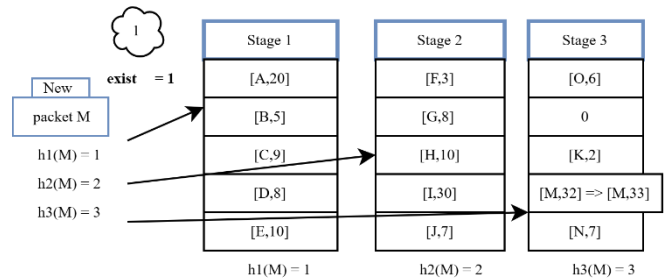 1
exist = 1
New
packet M
h1(M) = 1
h2(M) = 2
h3(M) = 3
Stage 1
[A,20]
[B,5]
[C,9]
[D,8]
[E,10]
h1(M) = 1
Stage 2
[F,3]
[G,8]
[H,10]
[I,30]
[J,7]
h2(M) = 2
Stage 3
[O,6]
0
[K,2]
[M,32] => [M,33]
[N,7]
h3(M) = 3